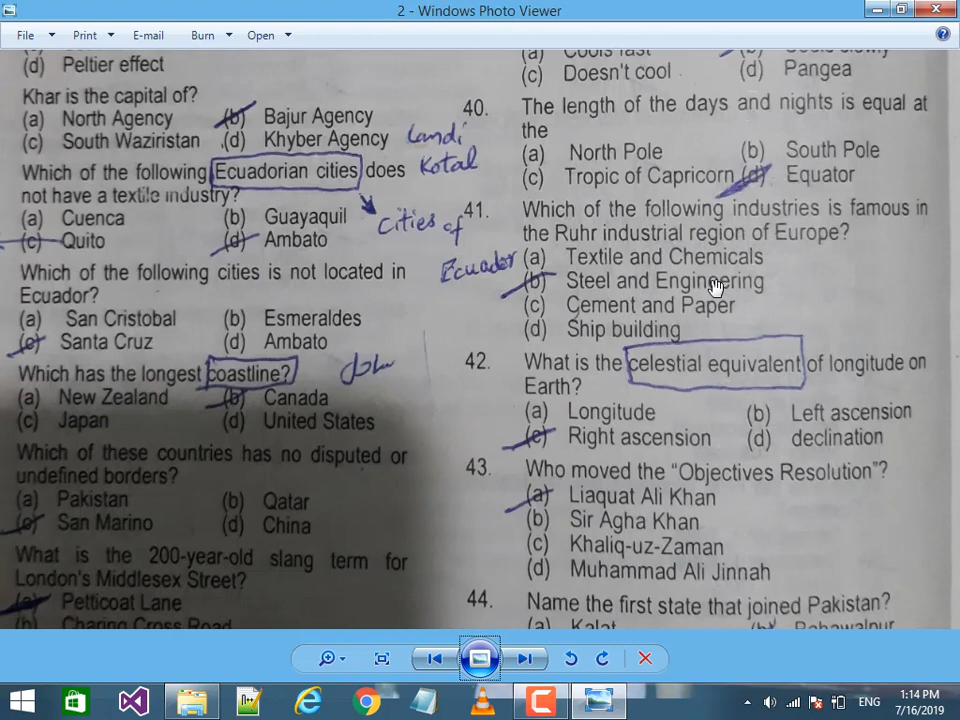 2 - Windows Photo Viewer
File Print E-mail Burn Open
(d) Peltier effect
Khar is the capital of?
(a) North Agency (b) Bajur Agency
(c) South Waziristan (d) Khyber Agency
Landi
Kotal
Which of the following Ecuadorian cities does
not have a textile industry?
(a) Cuenca (b) Guayaquil
(c) Quito (d) Ambato
Cities of
Ecuador
Which of the following cities is not located in
Ecuador?
(a) San Cristobal (b) Esmeraldes
(c) Santa Cruz (d) Ambato
Which has the longest coastline?
(a) New Zealand (b) Canada
(c) Japan (d) United States
Which of these countries has no disputed or
undefined borders?
(a) Pakistan (b) Qatar
(c) San Marino (d) China
What is the 200-year-old slang term for
London's Middlesex Street?
(a) Petticoat Lane
(b) Charing Cross Road
(a) Cools fast (b) Cools slowly
(c) Doesn't cool (d) Pangea
40. The length of the days and nights is equal at
the
(a) North Pole (b) South Pole
(c) Tropic of Capricorn (d) Equator
41. Which of the following industries is famous in
the Ruhr industrial region of Europe?
(a) Textile and Chemicals
(b) Steel and Engineering
(c) Cement and Paper
(d) Ship building
42. What is the celestial equivalent of longitude on
Earth?
(a) Longitude (b) Left ascension
(c) Right ascension (d) declination
43. Who moved the “Objectives Resolution”?
(a) Liaquat Ali Khan
(b) Sir Agha Khan
(c) Khaliq-uz-Zaman
(d) Muhammad Ali Jinnah
44. Name the first state that joined Pakistan?
(a) Kalat (b) Bahawalpur
ENG
1:14 PM
7/16/2019